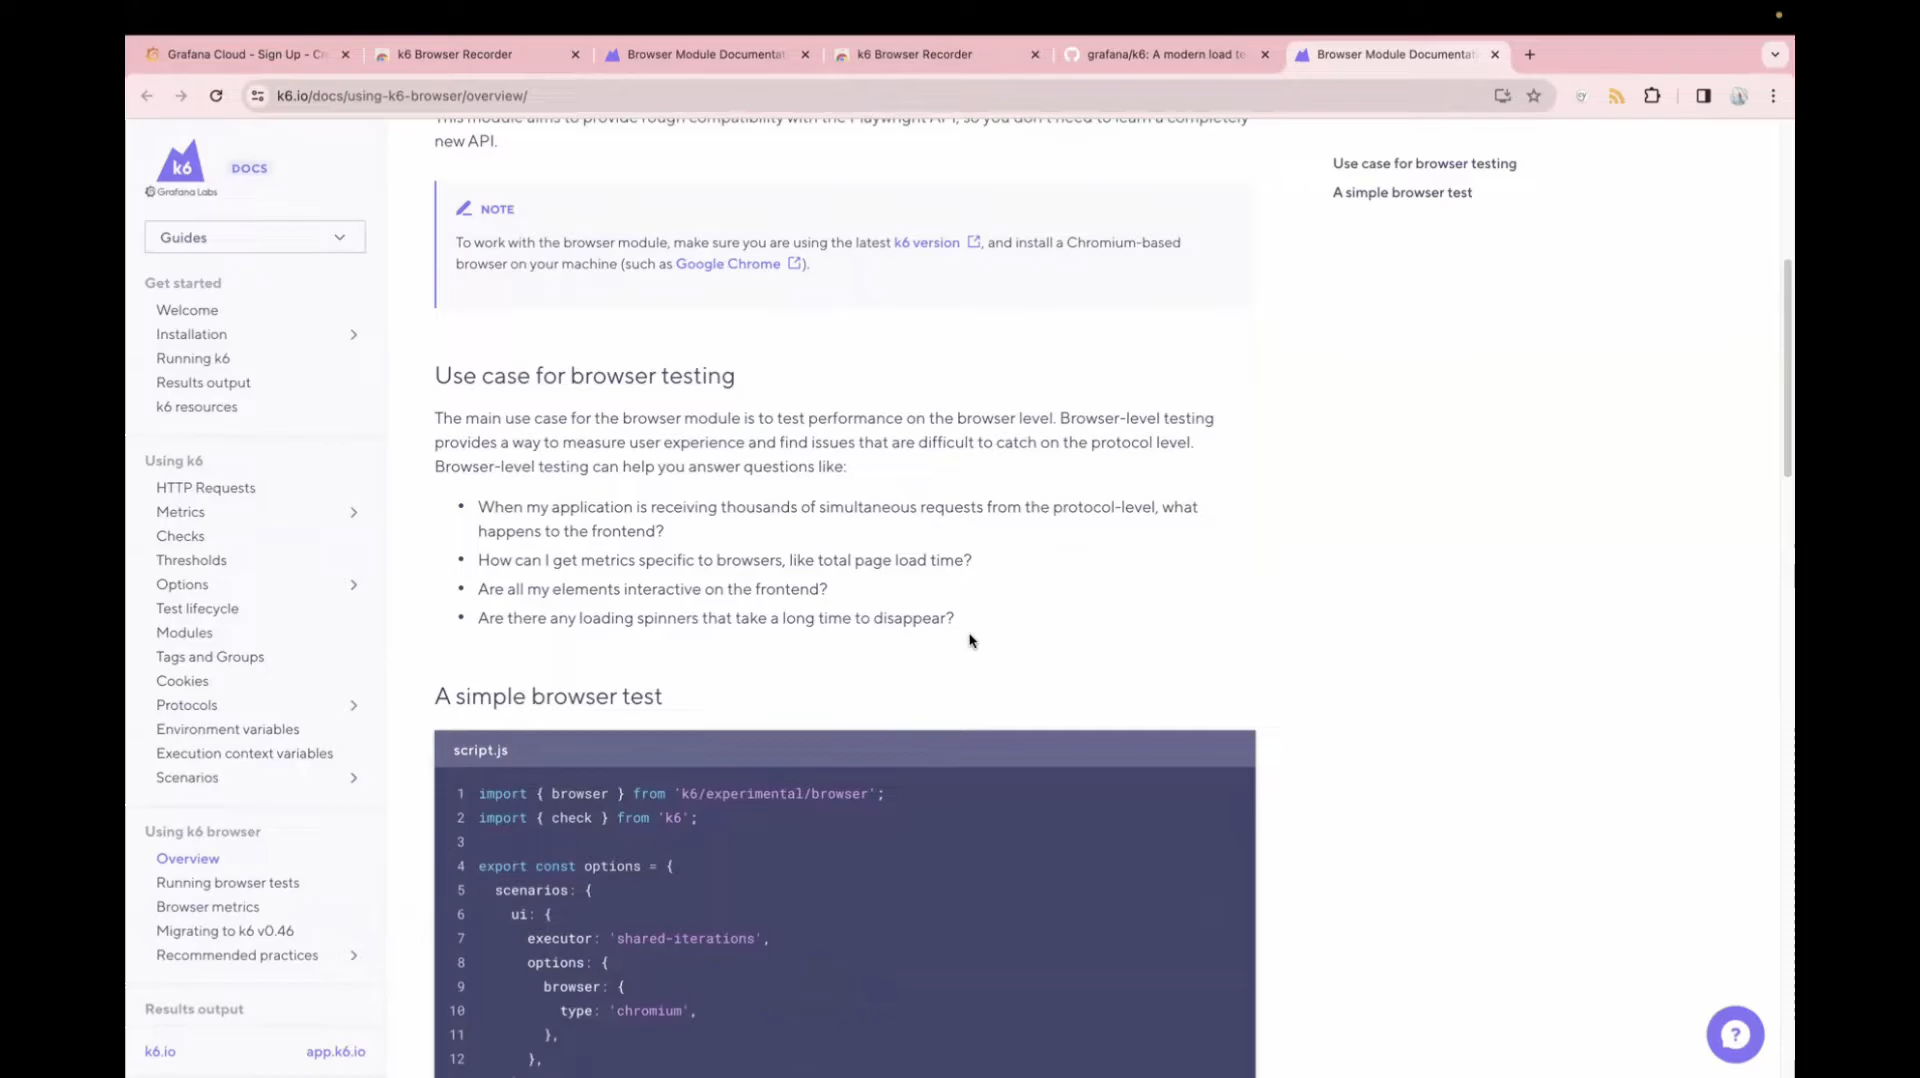 Grafana Cloud - Sign Up - Cr
k6 Browser Recorder
Browser Module Documentat
k6 Browser Recorder
grafana/k6: A modern load te
Browser Module Documentati
k6.io/docs/using-k6-browser/overview/
k6
Grafana Labs
DOCS
Guides
Get started
Welcome
Installation
Running k6
Results output
k6 resources
Using k6
HTTP Requests
Metrics
Checks
Thresholds
Options
Test lifecycle
Modules
Tags and Groups
Cookies
Protocols
Environment variables
Execution context variables
Scenarios
Using k6 browser
Overview
Running browser tests
Browser metrics
Migrating to k6 v0.46
Recommended practices
Results output
k6.io
app.k6.io
This module aims to provide rough compatibility with the Playwright API, so you don't need to learn a completely
new API.
NOTE
To work with the browser module, make sure you are using the latest k6 version , and install a Chromium-based
browser on your machine (such as Google Chrome ).
Use case for browser testing
The main use case for the browser module is to test performance on the browser level. Browser-level testing
provides a way to measure user experience and find issues that are difficult to catch on the protocol level.
Browser-level testing can help you answer questions like:
• When my application is receiving thousands of simultaneous requests from the protocol-level, what
happens to the frontend?
• How can I get metrics specific to browsers, like total page load time?
• Are all my elements interactive on the frontend?
• Are there any loading spinners that take a long time to disappear?
A simple browser test
script.js
1 import { browser } from 'k6/experimental/browser';
2 import { check } from 'k6';
3
4 export const options = {
5 scenarios: {
6 ui: {
7 executor: 'shared-iterations',
8 options: {
9 browser: {
10 type: 'chromium',
11 },
12 },
Use case for browser testing
A simple browser test
?